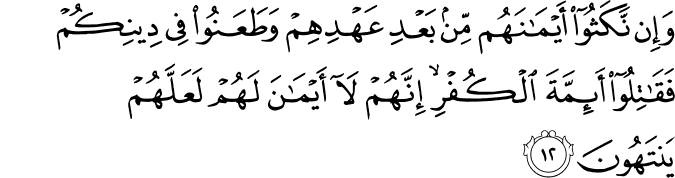 وَإِن نَّكَثُوٓا۟ أَيْمَٰنَهُم مِّنۢ بَعْدِ عَهْدِهِمْ وَطَعَنُوا۟ فِى دِينِكُمْ
فَقَٰتِلُوٓا۟ أَئِمَّةَ ٱلْكُفْرِ ۙ إِنَّهُمْ لَآ أَيْمَٰنَ لَهُمْ لَعَلَّهُمْ
يَنتَهُونَ ١٢